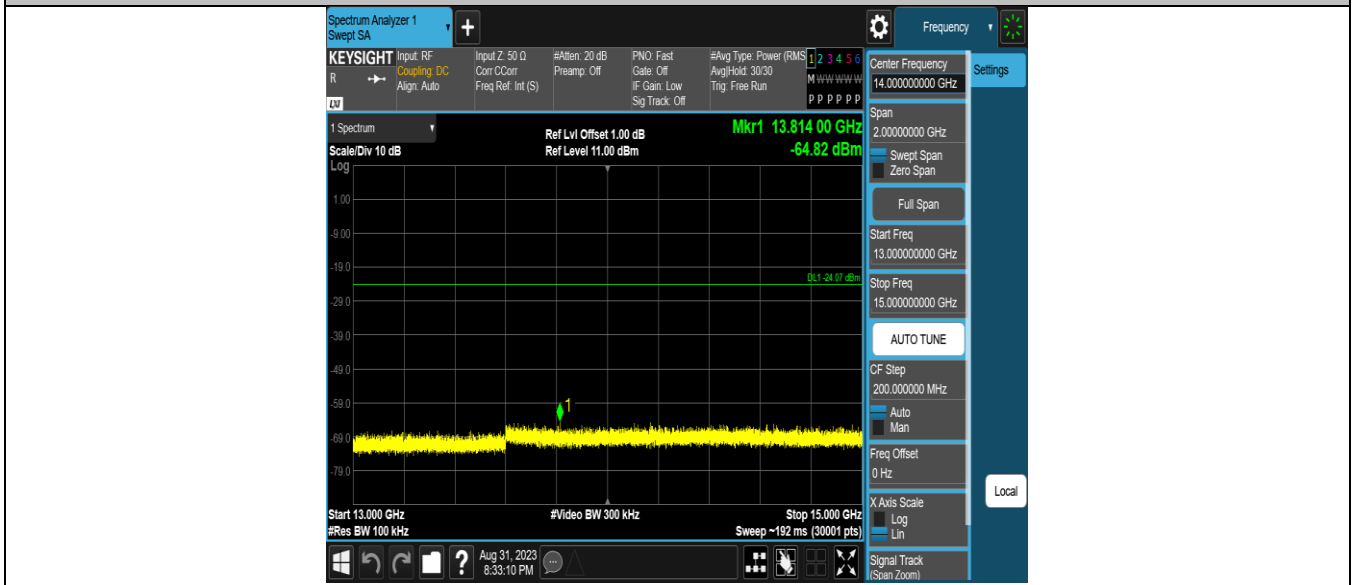 Spectrum Analyzer 1
Swept SA
+
Frequency
KEYSIGHT
R
LXI
Input: RF
Coupling: DC
Align: Auto
Input Z: 50 Ω
Corr CCorr
Freq Ref: Int (S)
#Atten: 20 dB
Preamp: Off
PNO: Fast
Gate: Off
IF Gain: Low
Sig Track: Off
#Avg Type: Power (RMS
Avg|Hold: 30/30
Trig: Free Run
1 2 3 4 5 6
M W W W W W
P P P P P P
1 Spectrum
Scale/Div 10 dB
Log
Ref Lvl Offset 1.00 dB
Ref Level 11.00 dBm
Mkr1 13.814 00 GHz
-64.82 dBm
1.00
-9.00
-19.0
DL1 -24.07 dBm
-29.0
-39.0
-49.0
-59.0
1
-69.0
-79.0
Start 13.000 GHz
#Res BW 100 kHz
#Video BW 300 kHz
Stop 15.000 GHz
Sweep ~192 ms (30001 pts)
?
Aug 31, 2023
8:33:10 PM
Center Frequency
14.000000000 GHz
Settings
Span
2.00000000 GHz
Swept Span
Zero Span
Full Span
Start Freq
13.000000000 GHz
Stop Freq
15.000000000 GHz
AUTO TUNE
CF Step
200.000000 MHz
Auto
Man
Freq Offset
0 Hz
X Axis Scale
Log
Lin
Local
Signal Track
(Span Zoom)